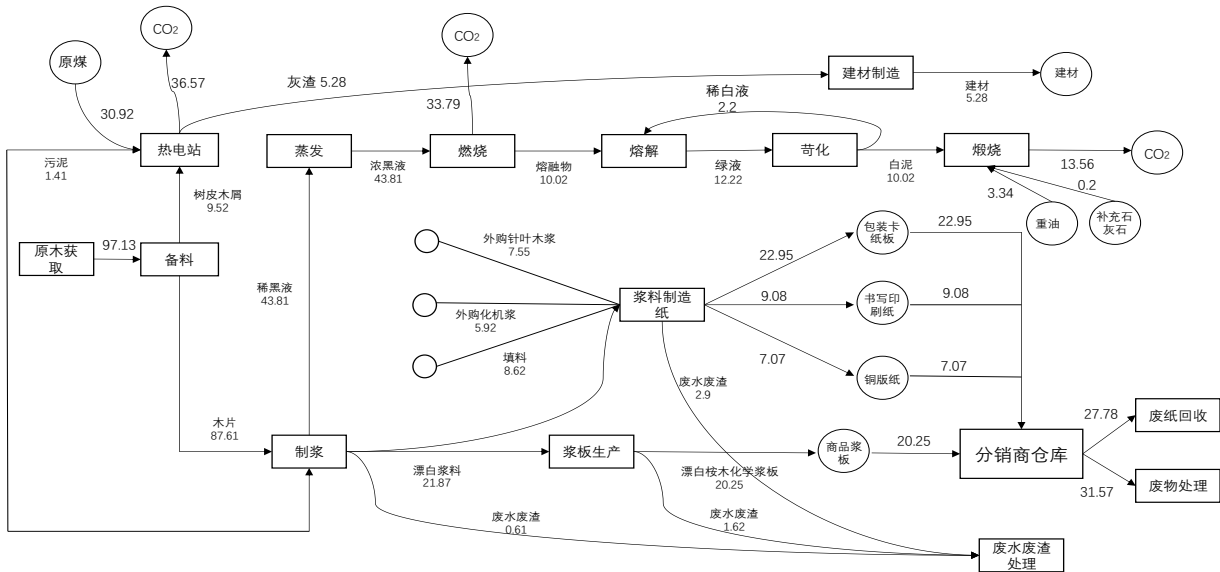 CO2
CO2
原煤
36.57
灰渣 5.28
建材制造
建材
5.28
建材
30.92
33.79
稀白液
2.2
热电站
蒸发
浓黑液
43.81
燃烧
熔融物
10.02
熔解
绿液
12.22
苛化
白泥
10.02
煅烧
13.56
CO2
污泥
1.41
树皮木屑
9.52
3.34
0.2
重油
补充石
灰石
原木获
取
97.13
备料
外购针叶木浆
7.55
22.95
包装卡
纸板
22.95
稀黑液
43.81
外购化机浆
5.92
浆料制造
纸
9.08
书写印
刷纸
9.08
填料
8.62
7.07
铜版纸
7.07
废水废渣
2.9
木片
87.61
制浆
漂白浆料
21.87
浆板生产
漂白桉木化学浆板
20.25
商品浆
板
20.25
分销商仓库
27.78
废纸回收
31.57
废物处理
废水废渣
0.61
废水废渣
1.62
废水废渣
处理